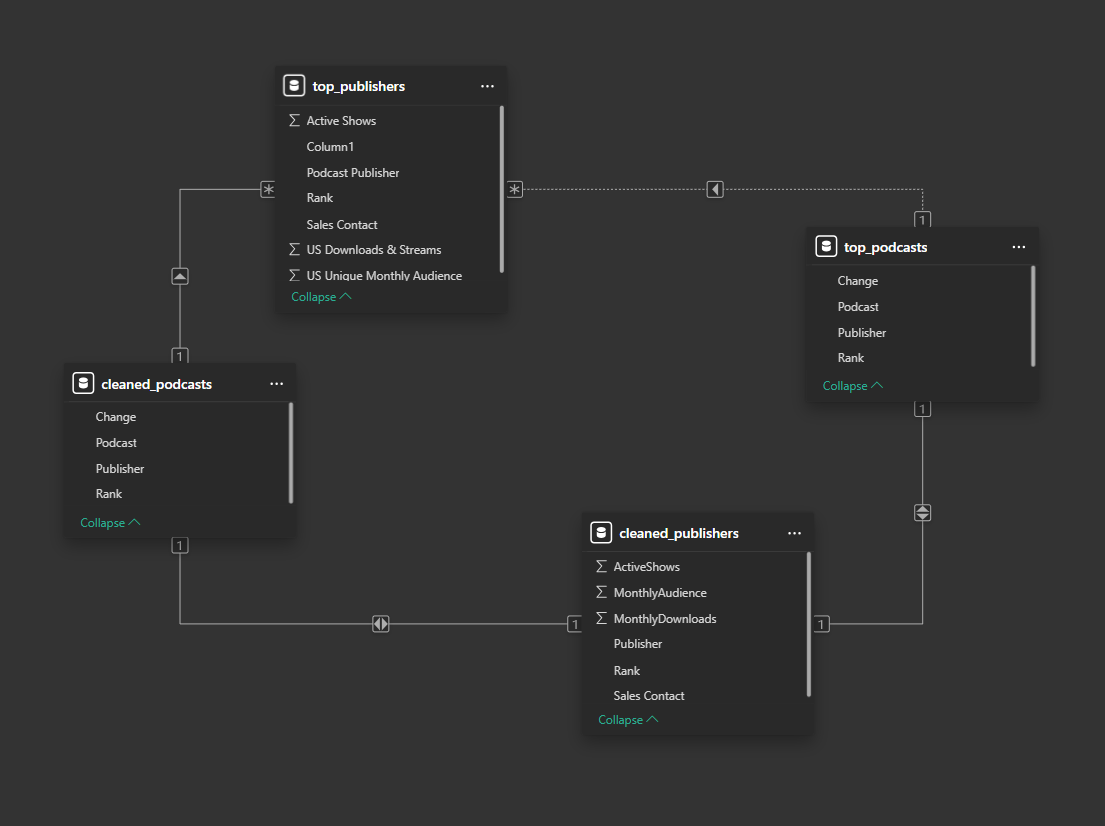 top_publishers
Active Shows
Column1
Podcast Publisher
Rank
Sales Contact
US Downloads & Streams
US Unique Monthly Audience
Collapse
*
*
1
top_podcasts
Change
Podcast
Publisher
Rank
Collapse
1
1
cleaned_podcasts
Change
Podcast
Publisher
Rank
Collapse
1
cleaned_publishers
ActiveShows
MonthlyAudience
MonthlyDownloads
Publisher
Rank
Sales Contact
Collapse
1
1